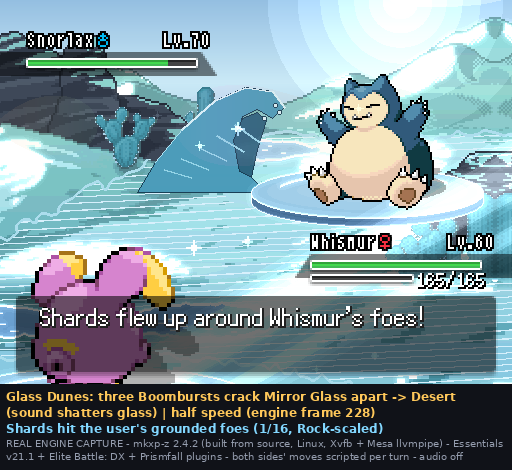 Snorlax♂ Lv.70
Whismur♀ Lv.80
185/185
Shards flew up around Whismur's foes!
Glass Dunes: three Boombursts crack Mirror Glass apart -> Desert
(sound shatters glass) | half speed (engine frame 228)
Shards hit the user's grounded foes (1/16, Rock-scaled)
REAL ENGINE CAPTURE - mkxp-z 2.4.2 (built from source, Linux, Xvfb + Mesa llvmpipe) - Essentials
v21.1 + Elite Battle: DX + Prismfall plugins - both sides' moves scripted per turn - audio off